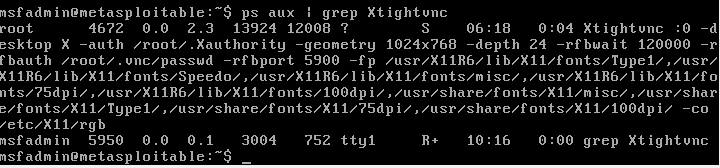 msfadmin@metasploitable:~$ ps aux | grep Xtightvnc
root      4672  0.0  2.3  13924 12008 ?        S    06:18   0:04 Xtightvnc :0 -d
esktop X -auth /root/.Xauthority -geometry 1024x768 -depth 24 -rfbwait 120000 -r
fbauth /root/.vnc/passwd -rfbport 5900 -fp /usr/X11R6/lib/X11/fonts/Type1/,/usr/
X11R6/lib/X11/fonts/Speedo/,/usr/X11R6/lib/X11/fonts/misc/,/usr/X11R6/lib/X11/fo
nts/75dpi/,/usr/X11R6/lib/X11/fonts/100dpi/,/usr/share/fonts/X11/misc/,/usr/shar
e/fonts/X11/Type1/,/usr/share/fonts/X11/75dpi/,/usr/share/fonts/X11/100dpi/ -co
/etc/X11/rgb
msfadmin  5950  0.0  0.1   3004   752 tty1     R+   10:16   0:00 grep Xtightvnc
msfadmin@metasploitable:~$ _